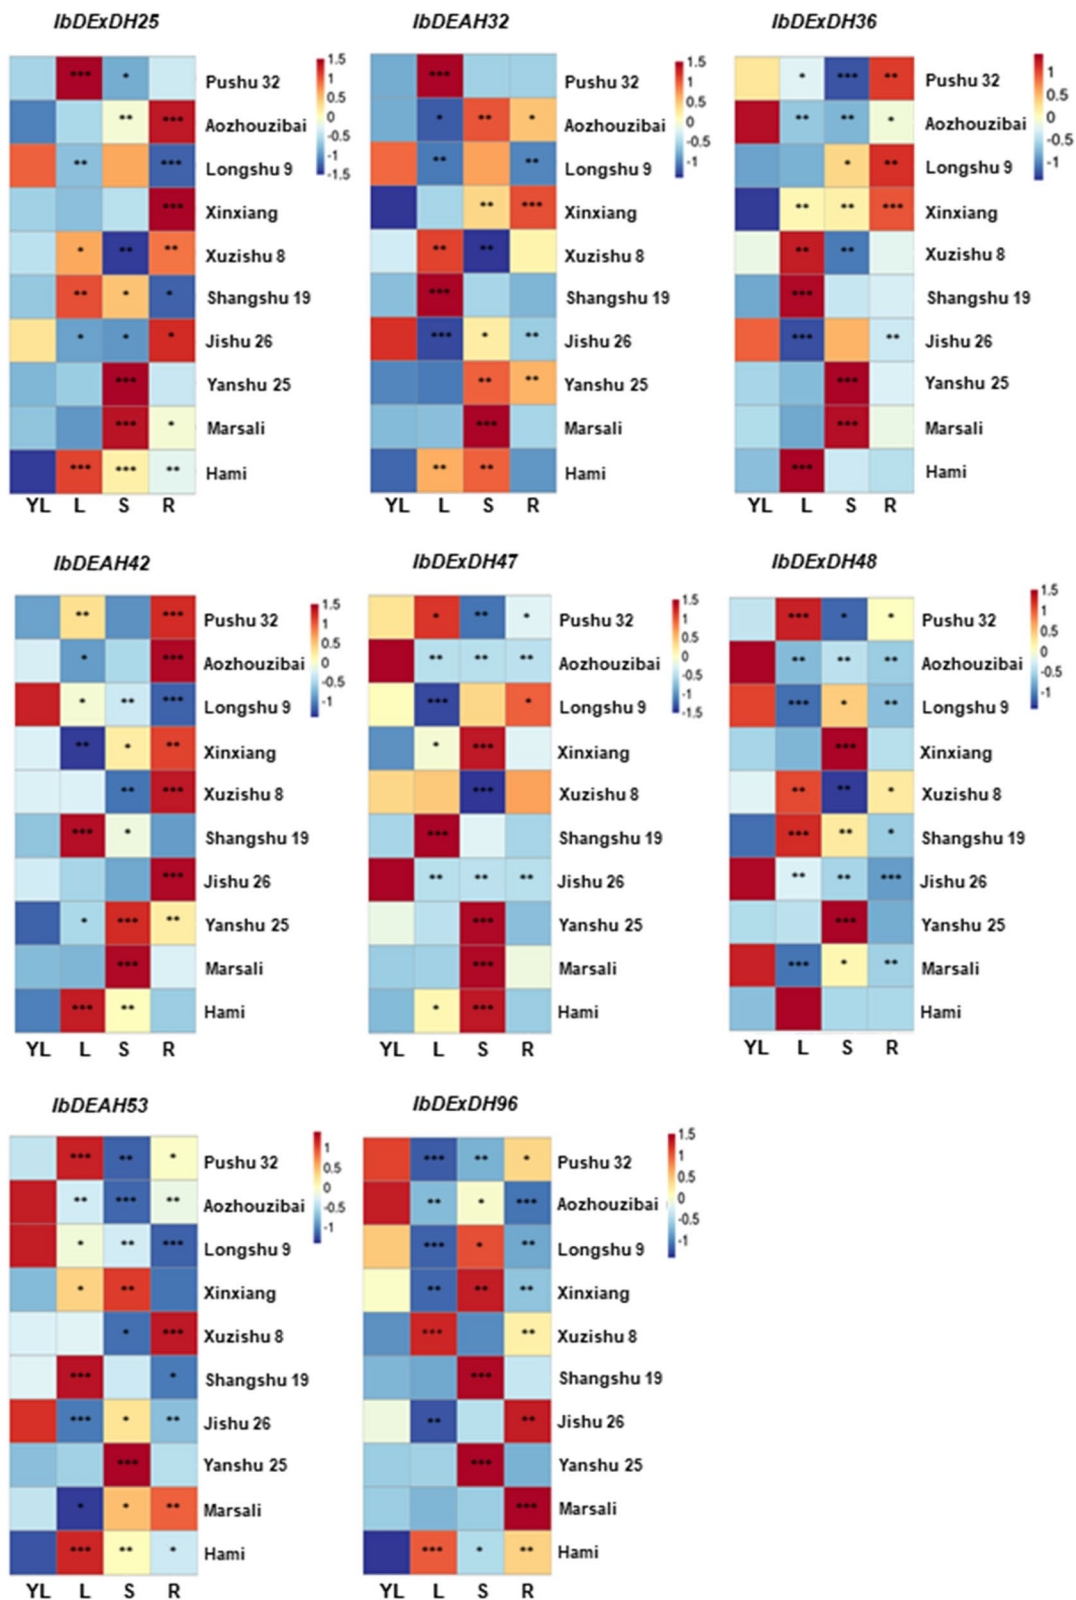 IbDExDH25 IbDEAH32 IbDExDH36
1.5 1 0.5 0 -0.5 -1 -1.5
Pushu 32
Aozhouzibai
Longshu 9
Xinxiang
Xuzishu 8
Shangshu 19
Jishu 26
Yanshu 25
Marsali
Hami
YL L S R
1.5 1 0.5 0 -0.5 -1
Pushu 32
Aozhouzibai
Longshu 9
Xinxiang
Xuzishu 8
Shangshu 19
Jishu 26
Yanshu 25
Marsali
Hami
YL L S R
1 0.5 0 -0.5 -1
Pushu 32
Aozhouzibai
Longshu 9
Xinxiang
Xuzishu 8
Shangshu 19
Jishu 26
Yanshu 25
Marsali
Hami
YL L S R
IbDEAH42 IbDExDH47 IbDExDH48
1.5 1 0.5 0 -0.5 -1
Pushu 32
Aozhouzibai
Longshu 9
Xinxiang
Xuzishu 8
Shangshu 19
Jishu 26
Yanshu 25
Marsali
Hami
YL L S R
1.5 1 0.5 0 -0.5 -1 -1.5
Pushu 32
Aozhouzibai
Longshu 9
Xinxiang
Xuzishu 8
Shangshu 19
Jishu 26
Yanshu 25
Marsali
Hami
YL L S R
1.5 1 0.5 0 -0.5 -1
Pushu 32
Aozhouzibai
Longshu 9
Xinxiang
Xuzishu 8
Shangshu 19
Jishu 26
Yanshu 25
Marsali
Hami
YL L S R
IbDEAH53 IbDExDH96
1 0.5 0 -0.5 -1
Pushu 32
Aozhouzibai
Longshu 9
Xinxiang
Xuzishu 8
Shangshu 19
Jishu 26
Yanshu 25
Marsali
Hami
YL L S R
1.5 1 0.5 0 -0.5 -1
Pushu 32
Aozhouzibai
Longshu 9
Xinxiang
Xuzishu 8
Shangshu 19
Jishu 26
Yanshu 25
Marsali
Hami
YL L S R